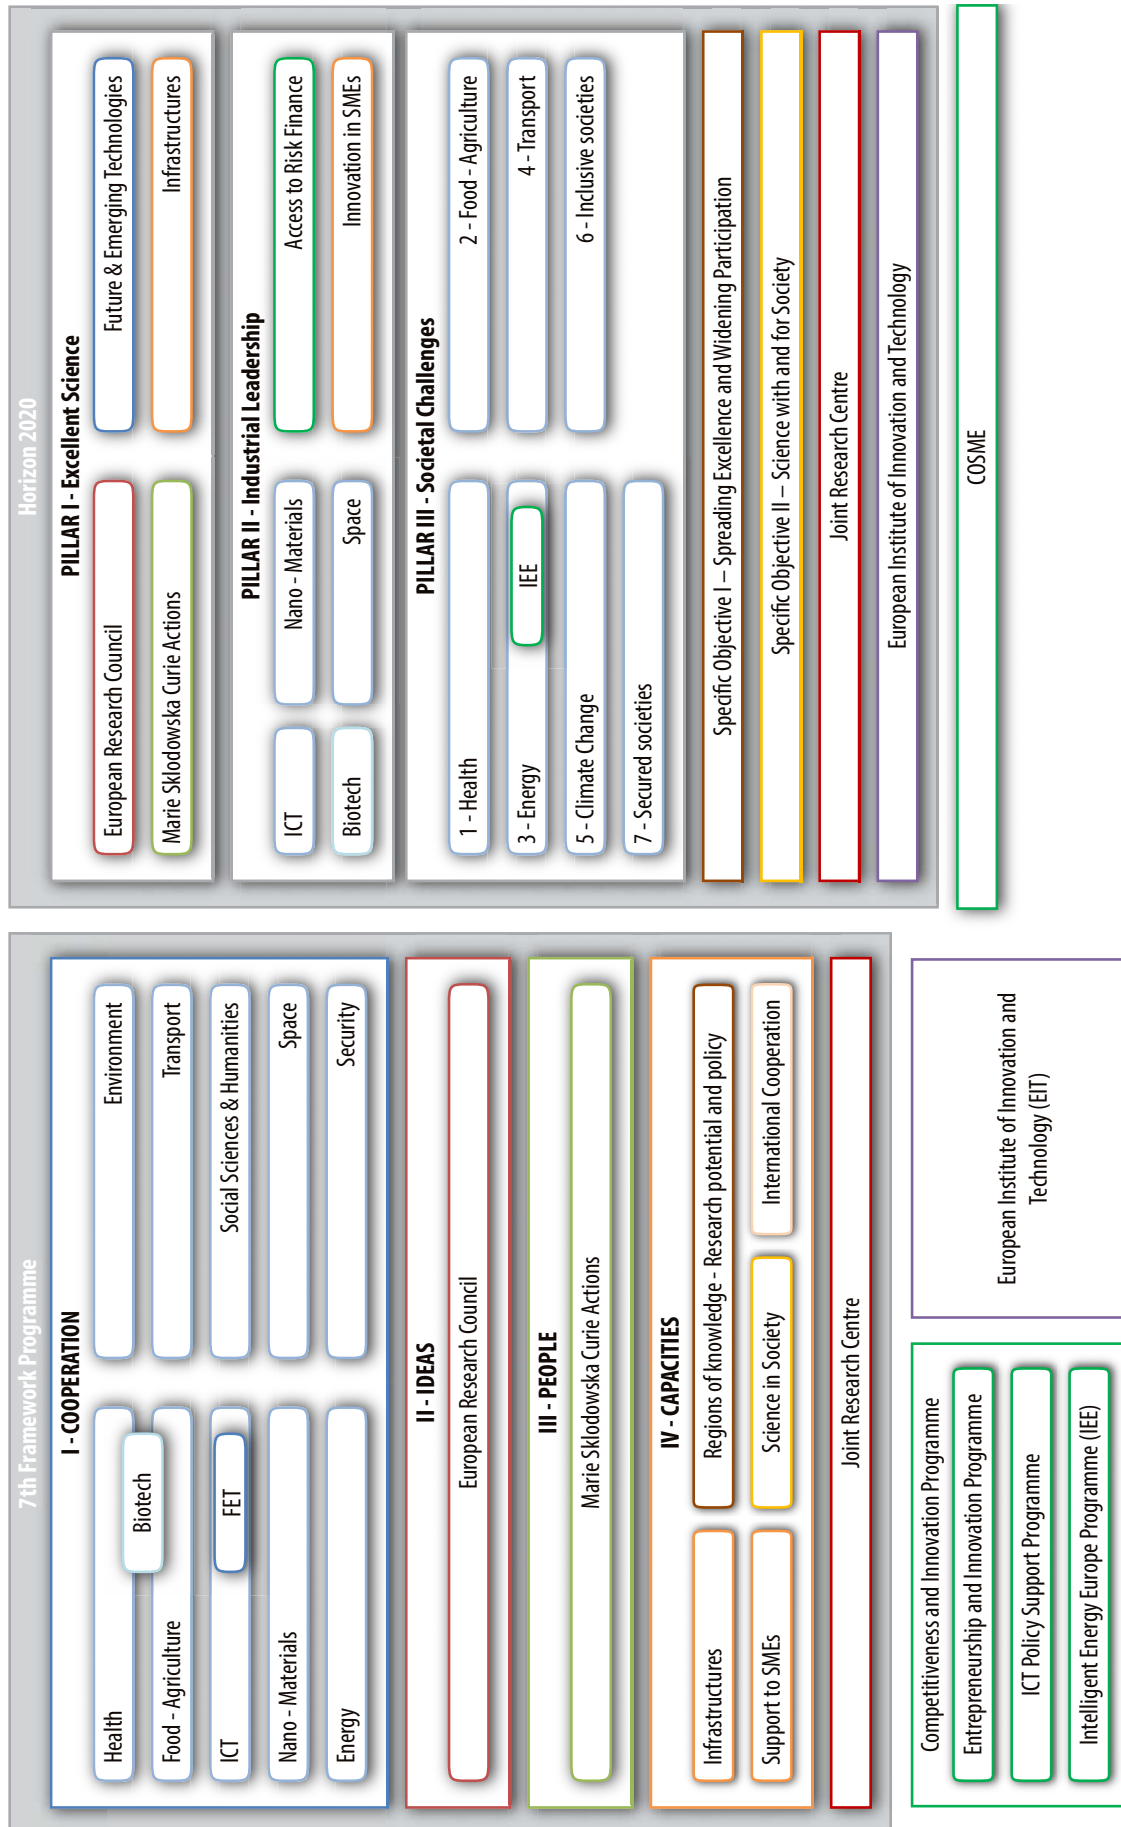 7th Framework Programme
I - COOPERATION
Health
Environment
Biotech
Food - Agriculture
Transport
ICT
FET
Social Sciences & Humanities
Nano - Materials
Space
Energy
Security
II - IDEAS
European Research Council
III - PEOPLE
Marie Sklodowska Curie Actions
IV - CAPACITIES
Infrastructures
Regions of knowledge - Research potential and policy
Support to SMEs
Science in Society
International Cooperation
Joint Research Centre
Competitiveness and Innovation Programme
Entrepreneurship and Innovation Programme
ICT Policy Support Programme
Intelligent Energy Europe Programme (IEE)
European Institute of Innovation and
Technology (EIT)
Horizon 2020
PILLAR I - Excellent Science
European Research Council
Future & Emerging Technologies
Marie Sklodowska Curie Actions
Infrastructures
PILLAR II - Industrial Leadership
ICT
Nano - Materials
Access to Risk Finance
Biotech
Space
Innovation in SMEs
PILLAR III - Societal Challenges
1 - Health
2 - Food - Agriculture
3 - Energy
IEE
4 - Transport
5 - Climate Change
6 - Inclusive societies
7 - Secured societies
Specific Objective I – Spreading Excellence and Widening Participation
Specific Objective II – Science with and for Society
Joint Research Centre
European Institute of Innovation and Technology
COSME